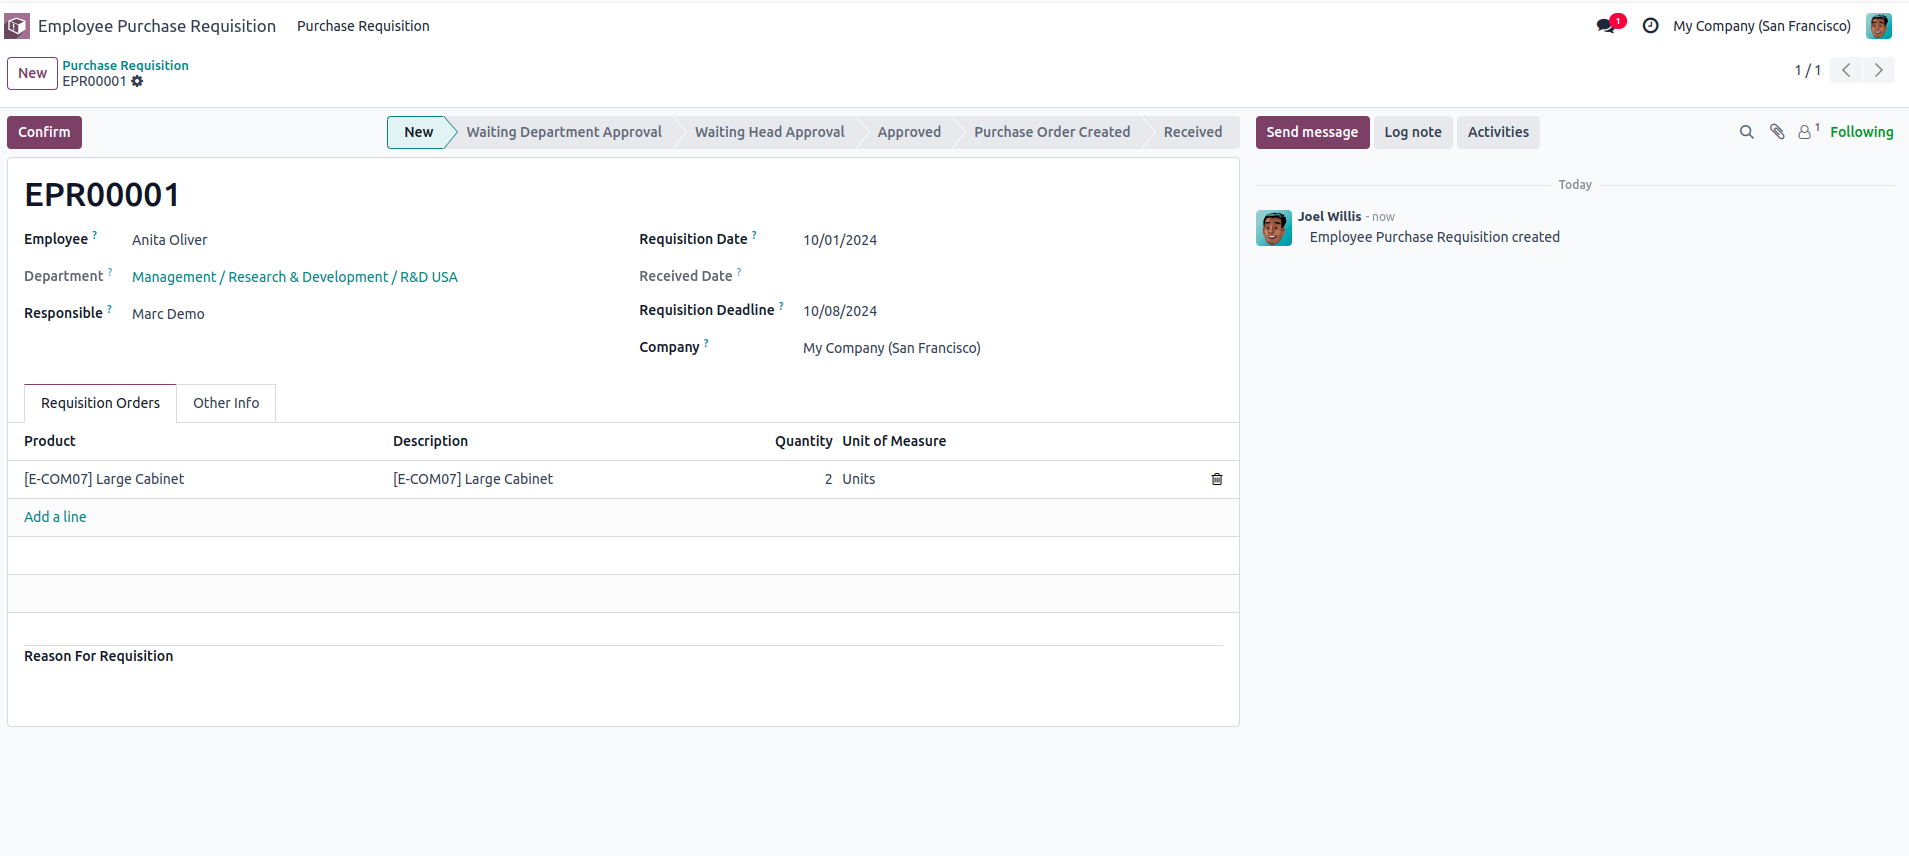 Employee Purchase Requisition Purchase Requisition 1 My Company (San Francisco)
New Purchase Requisition
EPR00001 1 / 1
Confirm New Waiting Department Approval Waiting Head Approval Approved Purchase Order Created Received Send message Log note Activities 1 Following
EPR00001
Today
Joel Willis - now
Employee Purchase Requisition created
Employee ? Anita Oliver Requisition Date ? 10/01/2024
Department ? Management / Research & Development / R&D USA Received Date ?
Responsible ? Marc Demo Requisition Deadline ? 10/08/2024
Company ? My Company (San Francisco)
Requisition Orders Other Info
Product Description Quantity Unit of Measure
[E-COM07] Large Cabinet [E-COM07] Large Cabinet 2 Units
Add a line
Reason For Requisition